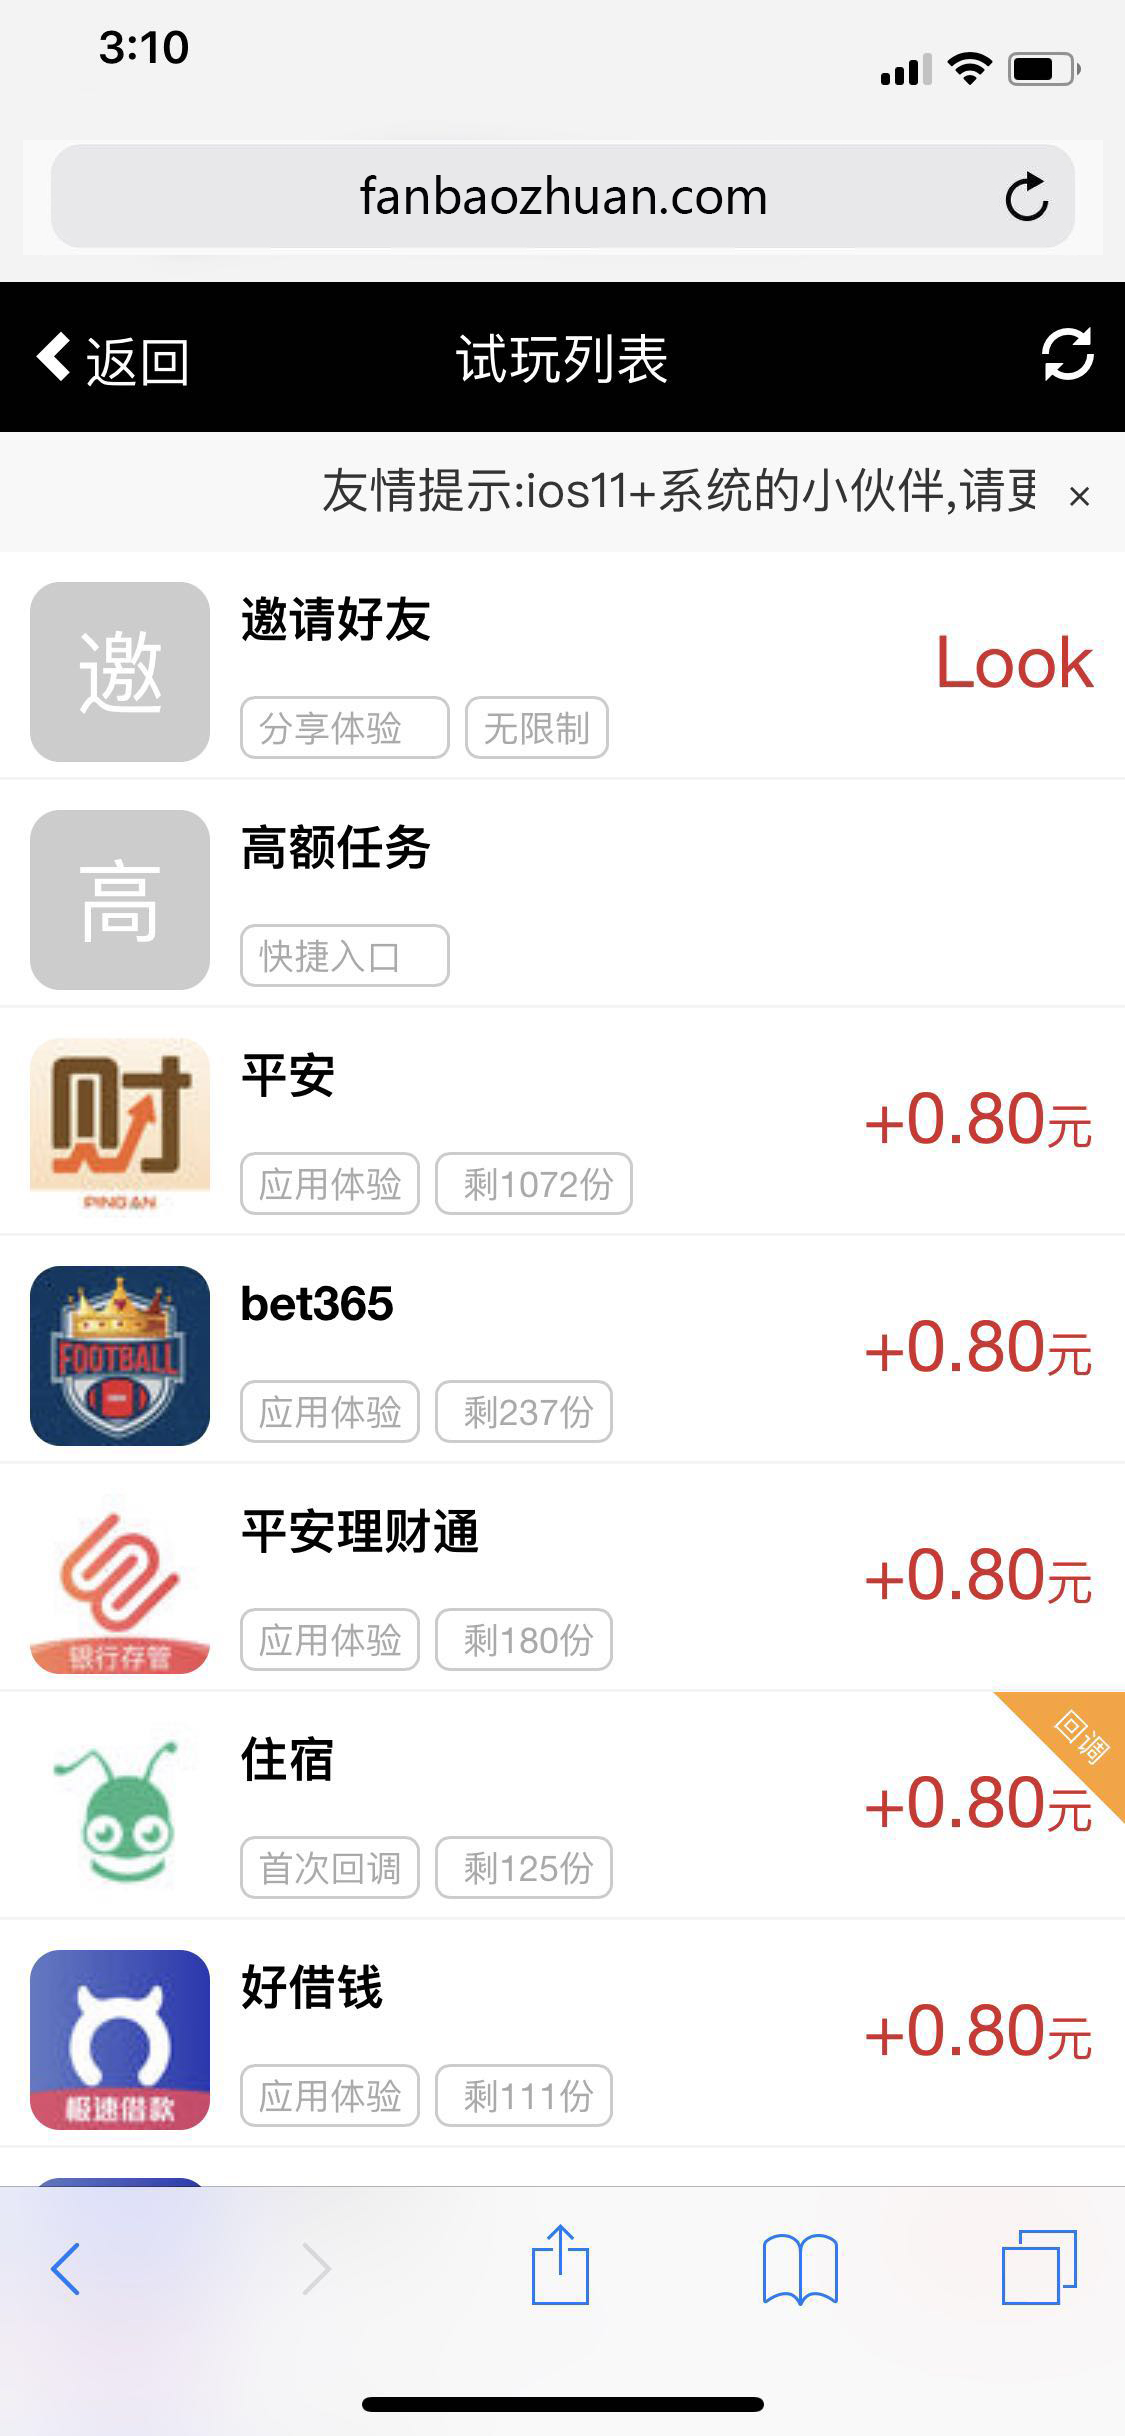 3:10
fanbaozhuan.com
返回
试玩列表
友情提示:ios11+系统的小伙伴,请更
×
邀
邀请好友
Look
分享体验
无限制
高
高额任务
快捷入口
财
PINGAN
平安
+0.80元
应用体验
剩1072份
FOOTBALL
bet365
+0.80元
应用体验
剩237份
银行存管
平安理财通
+0.80元
应用体验
剩180份
回调
住宿
+0.80元
首次回调
剩125份
极速借款
好借钱
+0.80元
应用体验
剩111份